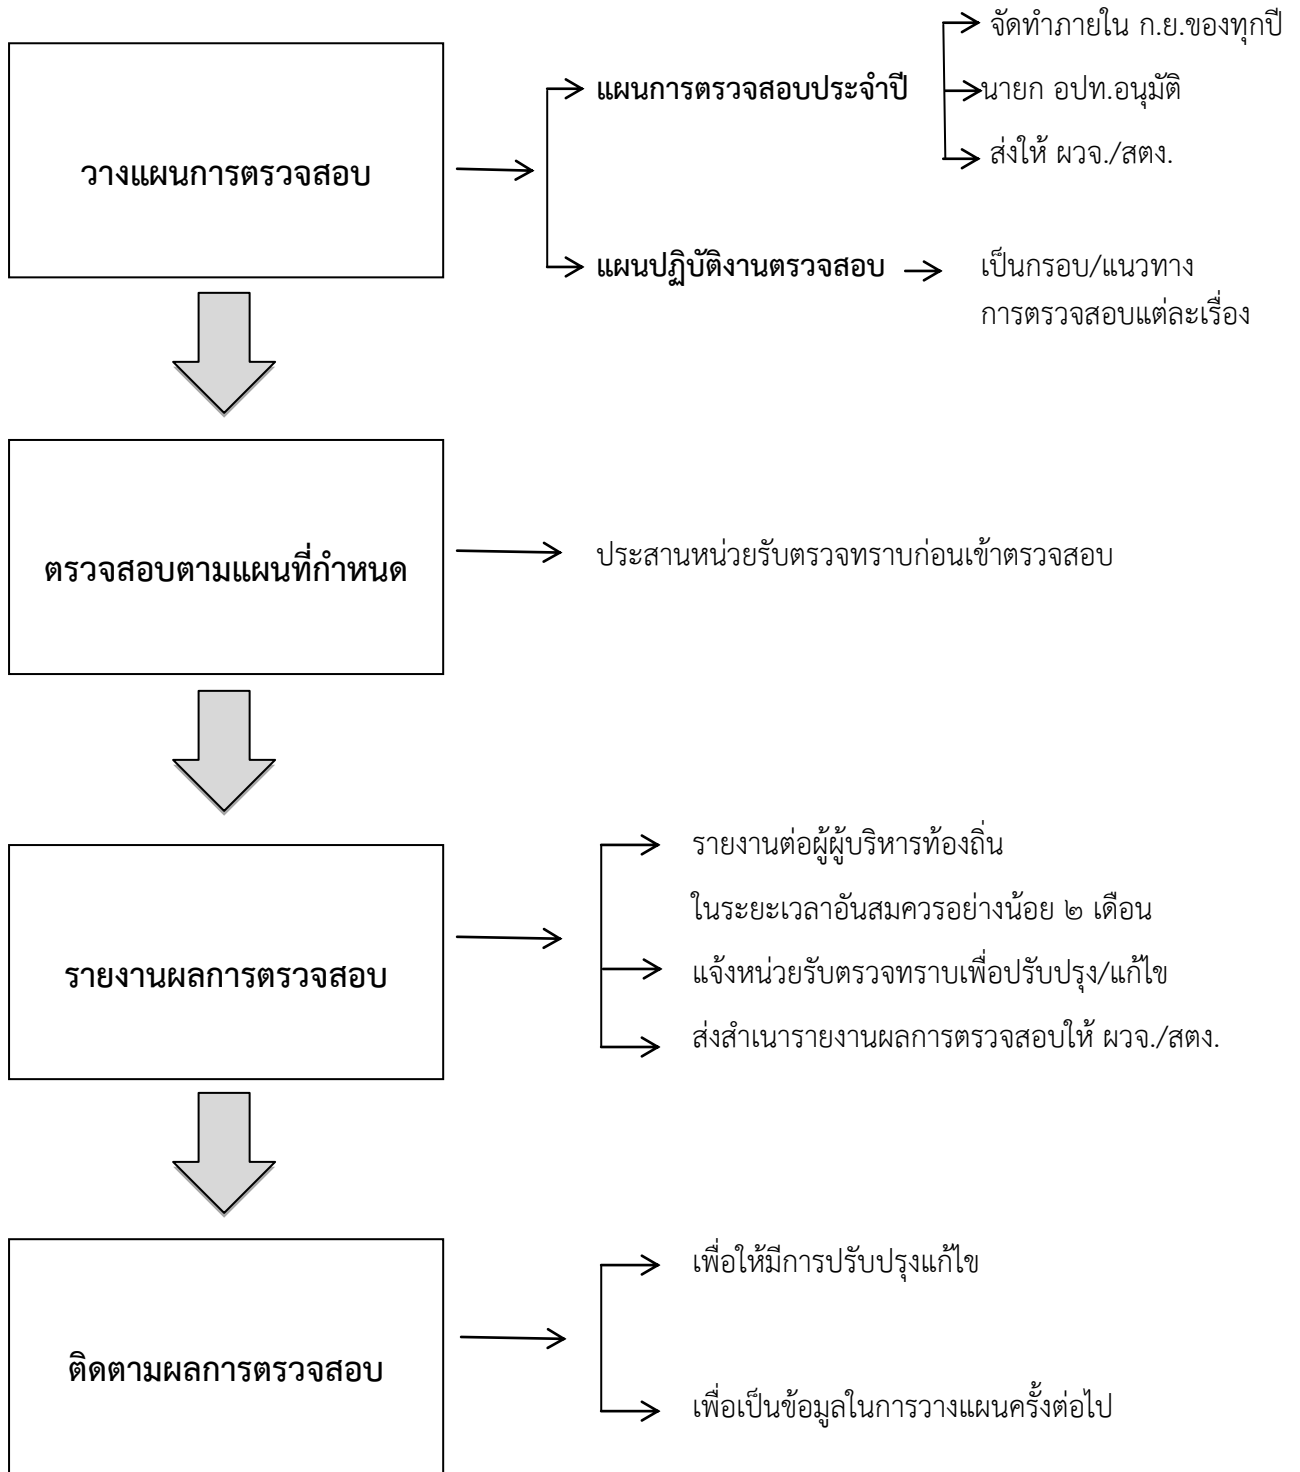 จัดทำภายใน ก.ย.ของทุกปี
แผนการตรวจสอบประจำปี
นายก อปท.อนุมัติ
ส่งให้ ผวจ./สตง.
วางแผนการตรวจสอบ
แผนปฏิบัติงานตรวจสอบ
เป็นกรอบ/แนวทาง
การตรวจสอบแต่ละเรื่อง
ตรวจสอบตามแผนที่กำหนด
ประสานหน่วยรับตรวจทราบก่อนเข้าตรวจสอบ
รายงานผลการตรวจสอบ
รายงานต่อผู้ผู้บริหารท้องถิ่น
ในระยะเวลาอันสมควรอย่างน้อย ๒ เดือน
แจ้งหน่วยรับตรวจทราบเพื่อปรับปรุง/แก้ไข
ส่งสำเนารายงานผลการตรวจสอบให้ ผวจ./สตง.
ติดตามผลการตรวจสอบ
เพื่อให้มีการปรับปรุงแก้ไข
เพื่อเป็นข้อมูลในการวางแผนครั้งต่อไป